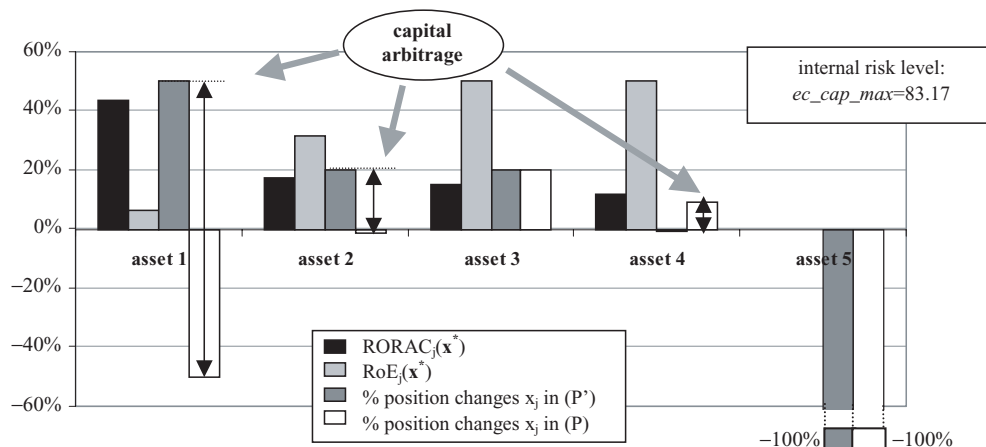 capital
arbitrage
internal risk level:
ec_cap_max=83.17
60%
40%
20%
0%
−20%
−40%
−60%
asset 1
asset 2
asset 3
asset 4
asset 5
RORACj(x*)
RoEj(x*)
% position changes xj in (P’)
% position changes xj in (P)
−100%
−100%